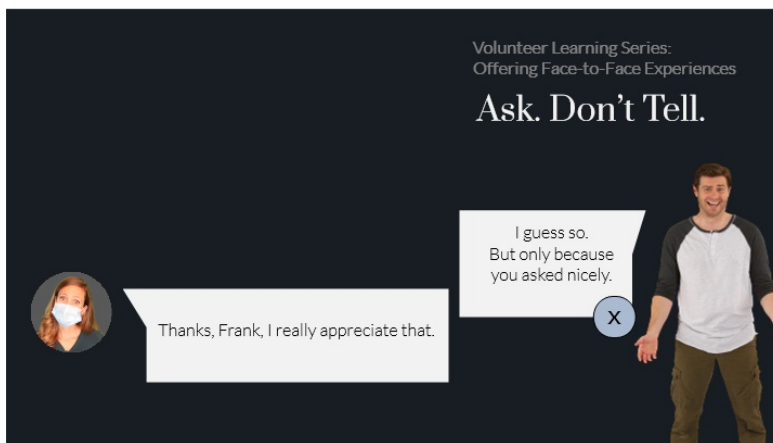 Volunteer Learning Series:
Offering Face-to-Face Experiences
Ask. Don't Tell.
I guess so.
But only because
you asked nicely.
X
Thanks, Frank, I really appreciate that.